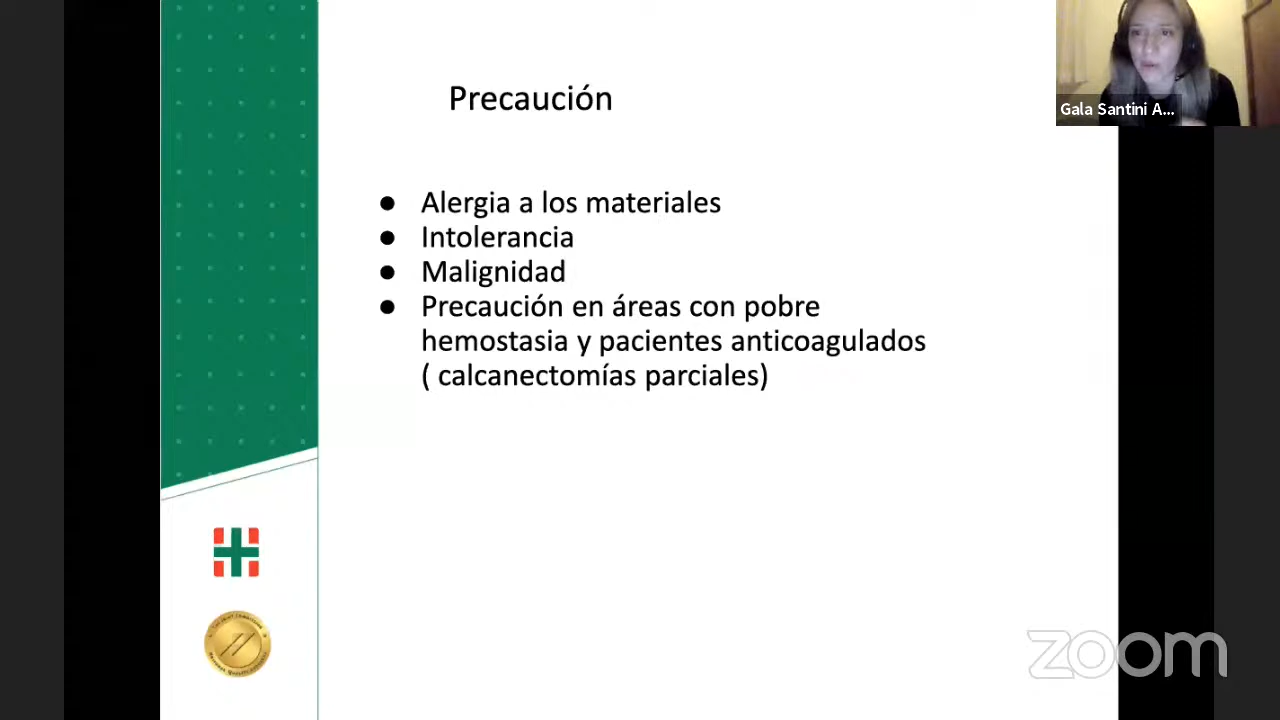 Precaución
Gala Santini A...
● Alergia a los materiales
● Intolerancia
● Malignidad
● Precaución en áreas con pobre
hemostasia y pacientes anticoagulados
( calcanectomías parciales)
zoom